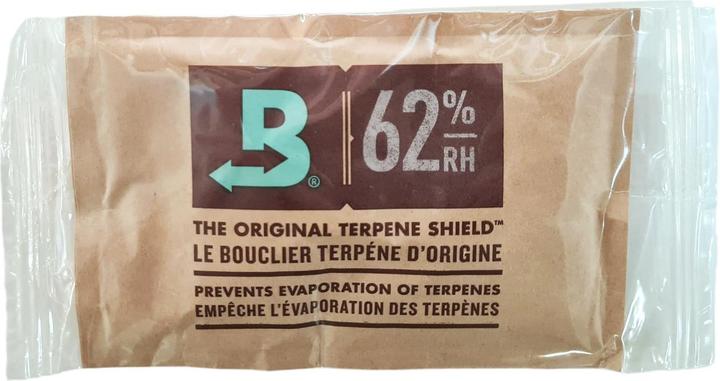 B®
62%
RH
THE ORIGINAL TERPENE SHIELD™
LE BOUCLIER TERPÉNE D'ORIGINE
PREVENTS EVAPORATION OF TERPENES
EMPÊCHE L'ÉVAPORATION DES TERPÈNES